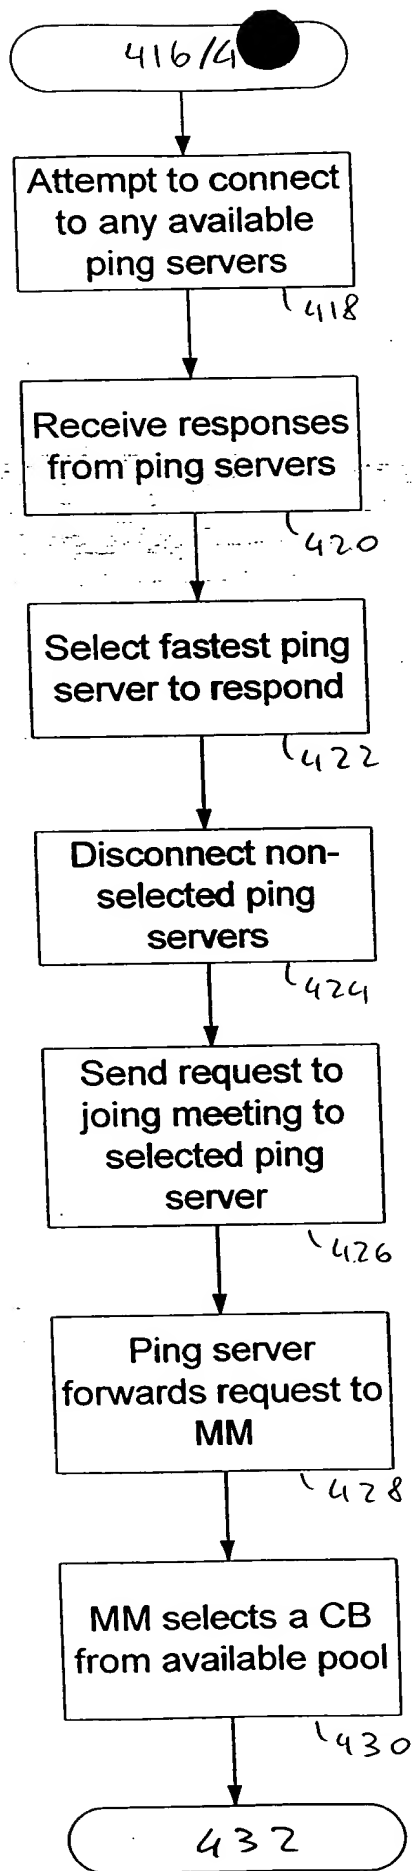 416/4
Attempt to connect
to any available
ping servers
418
Receive responses
from ping servers
420
Select fastest ping
server to respond
422
Disconnect non-
selected ping
servers
424
Send request to
joing meeting to
selected ping
server
426
Ping server
forwards request to
MM
428
MM selects a CB
from available pool
430
432